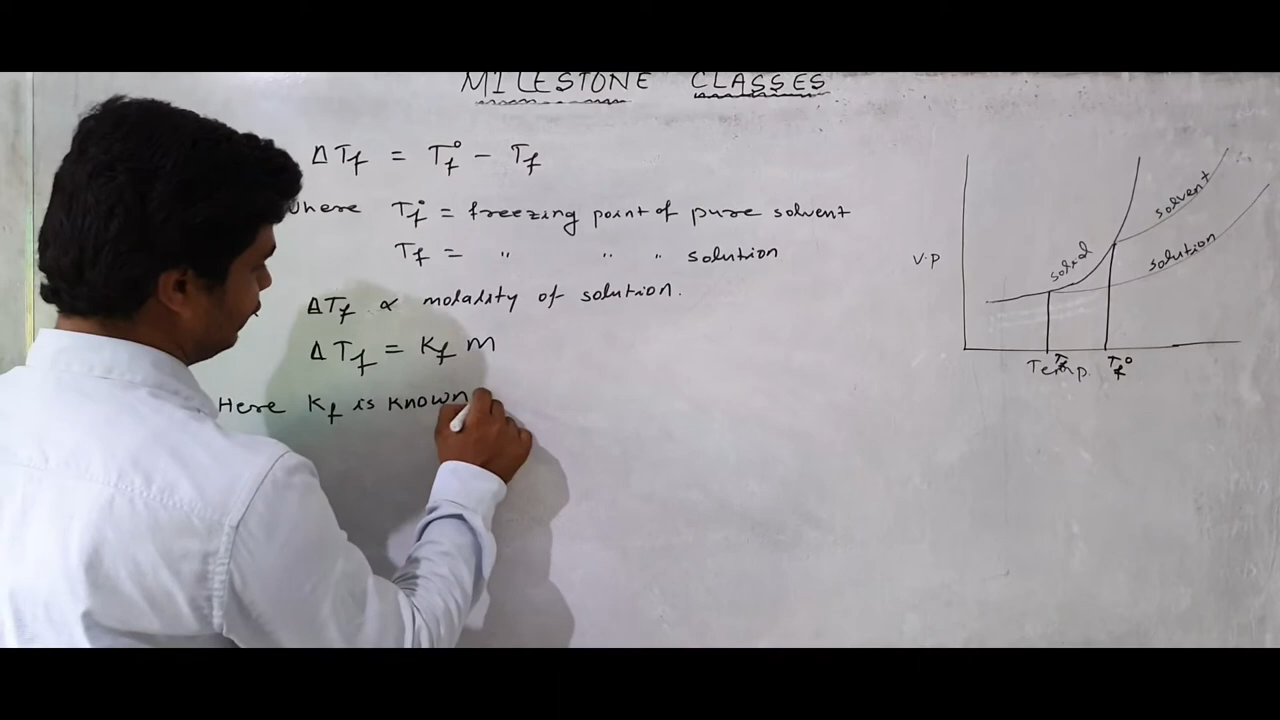 MILESTONE CLASSES
ΔTf = Tf° - Tf
where Tf° = freezing point of pure solvent
Tf = " " " solution
ΔTf ∝ molality of solution.
ΔTf = Kf m
Here Kf is known
solvent
solution
solid
V.P
Temp.
Tf
Tf°